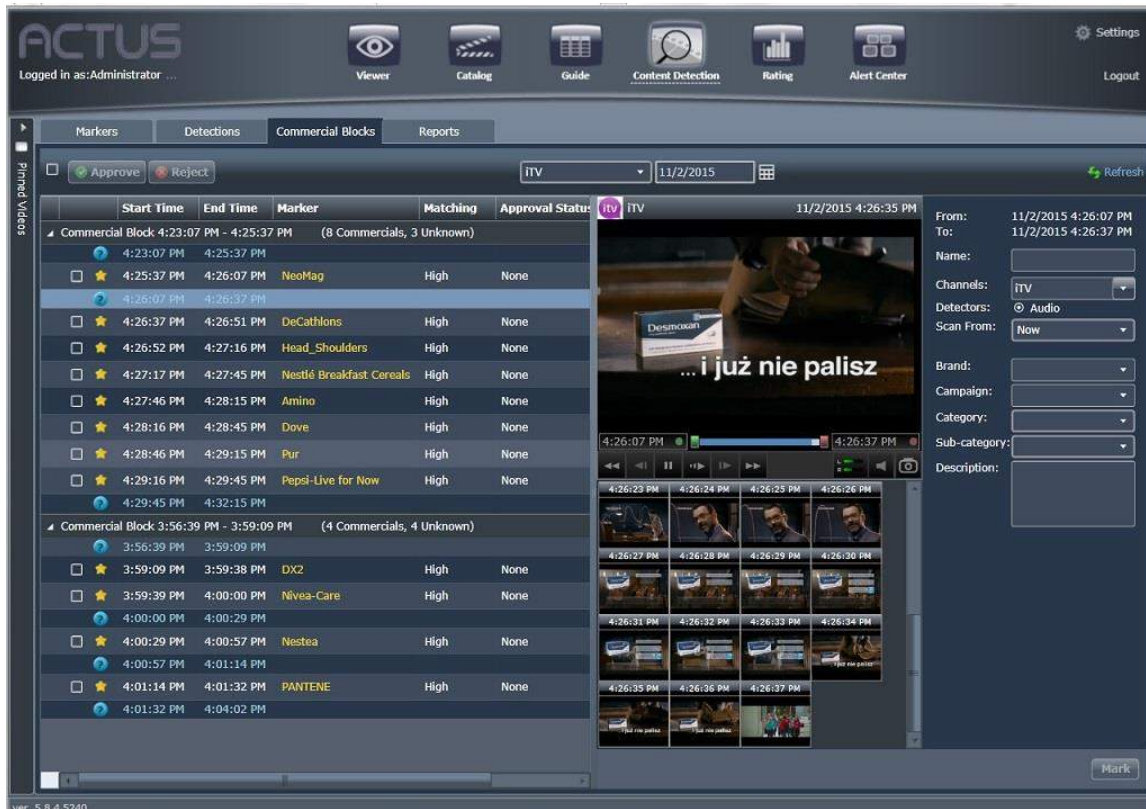 ACTUS
Logged in as:Administrator ...
Viewer
Catalog
Guide
Content Detection
Rating
Alert Center
Settings
Logout
Pinned Videos
Markers
Detections
Commercial Blocks
Reports
Approve
Reject
iTV
11/2/2015
Refresh
Start Time End Time Marker Matching Approval Status
Commercial Block 4:23:07 PM - 4:25:37 PM (8 Commercials, 3 Unknown)
4:23:07 PM 4:25:37 PM
4:25:37 PM 4:26:07 PM NeoMag High None
4:26:07 PM 4:26:37 PM
4:26:37 PM 4:26:51 PM DeCathlons High None
4:26:52 PM 4:27:16 PM Head_Shoulders High None
4:27:17 PM 4:27:45 PM Nestlé Breakfast Cereals High None
4:27:46 PM 4:28:15 PM Amino High None
4:28:16 PM 4:28:45 PM Dove High None
4:28:46 PM 4:29:15 PM Pur High None
4:29:16 PM 4:29:45 PM Pepsi-Live for Now High None
4:29:45 PM 4:32:15 PM
Commercial Block 3:56:39 PM - 3:59:09 PM (4 Commercials, 4 Unknown)
3:56:39 PM 3:59:09 PM
3:59:09 PM 3:59:38 PM DX2 High None
3:59:39 PM 4:00:00 PM Nivea-Care High None
4:00:00 PM 4:00:29 PM
4:00:29 PM 4:00:57 PM Nestea High None
4:00:57 PM 4:01:14 PM
4:01:14 PM 4:01:32 PM PANTENE High None
4:01:32 PM 4:04:02 PM
itv iTV 11/2/2015 4:26:35 PM
Desmoxan
... i już nie palisz
4:26:07 PM 4:26:37 PM
4:26:23 PM 4:26:24 PM 4:26:25 PM 4:26:26 PM
4:26:27 PM 4:26:28 PM 4:26:29 PM 4:26:30 PM
4:26:31 PM 4:26:32 PM 4:26:33 PM 4:26:34 PM
4:26:35 PM 4:26:36 PM 4:26:37 PM
From: 11/2/2015 4:26:07 PM
To: 11/2/2015 4:26:37 PM
Name:
Channels: iTV
Detectors: Audio
Scan From: Now
Brand:
Campaign:
Category:
Sub-category:
Description:
Mark
ver. 5.8.4.5240